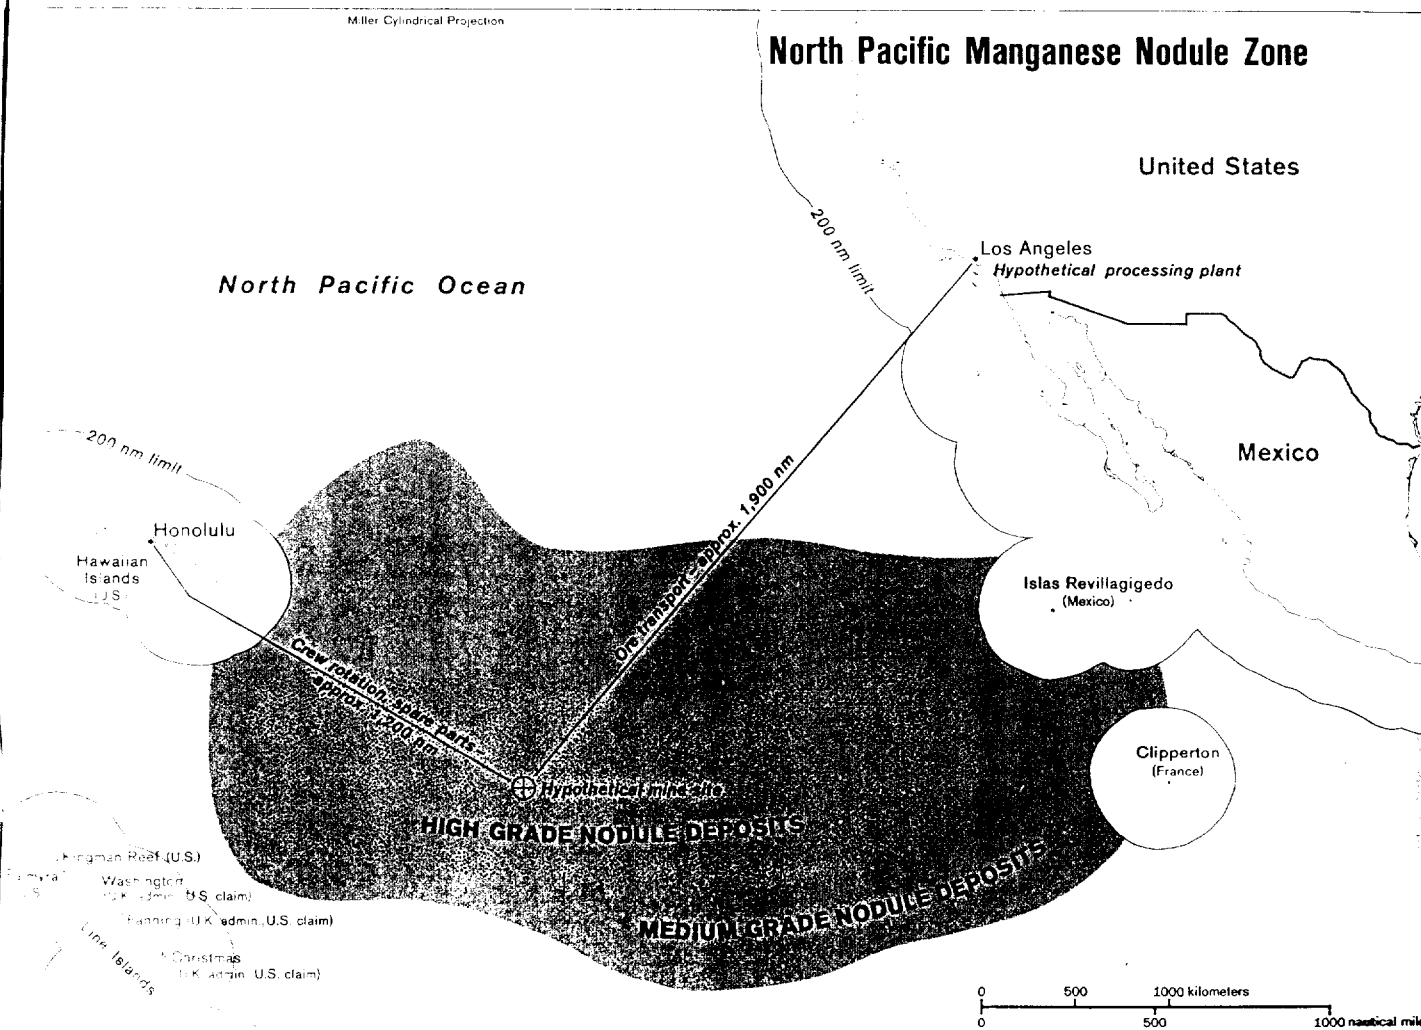 Miller Cylindrical Projection
North Pacific Manganese Nodule Zone
United States
200 nm limit
Los Angeles
Hypothetical processing plant
North Pacific Ocean
Mexico
200 nm limit
Ore transport – approx. 1,900 nm
Honolulu
Hawaiian
Islands
(U.S.
Islas Revillagigedo
(Mexico)
Crew rotation, spare parts
approx. 1,200 nm
Clipperton
(France)
Hypothetical mine site
HIGH GRADE NODULE DEPOSITS
MEDIUM GRADE NODULE DEPOSITS
Kingman Reef (U.S.)
Washington
U.S. claim)
Fanning (U.K. admin., U.S. claim)
Christmas
U.S. claim)
Line Islands
0 500 1000 kilometers
0 500 1000 nautical mil